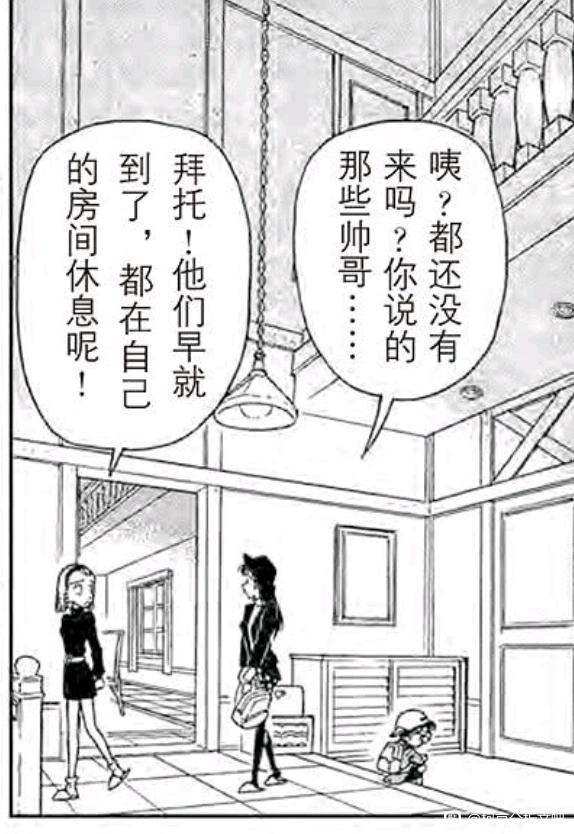 咦？都还没有
来吗？你说的
那些帅哥……
拜托！他们早就
到了，都在自己
的房间休息呢！